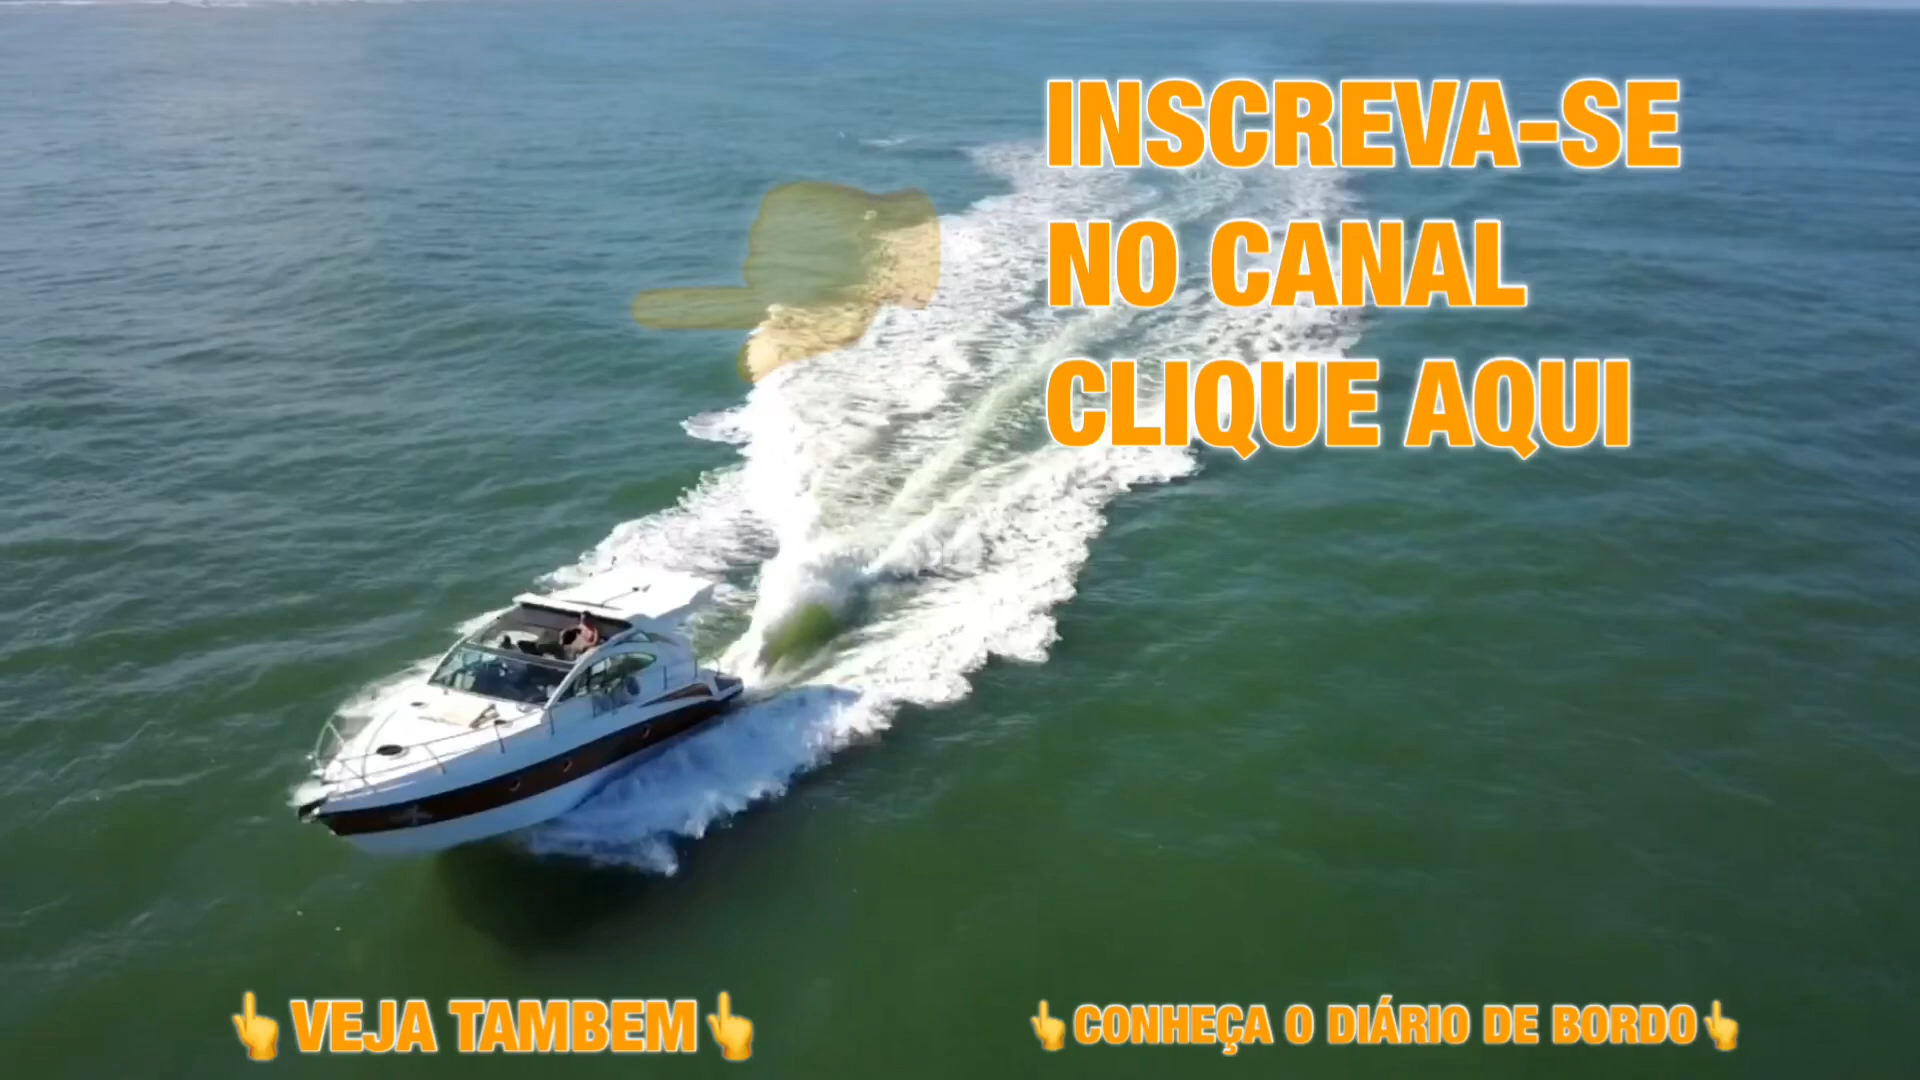 INSCREVA-SE
NO CANAL
CLIQUE AQUI
👆VEJA TAMBEM👆
👆CONHEÇA O DIÁRIO DE BORDO👆